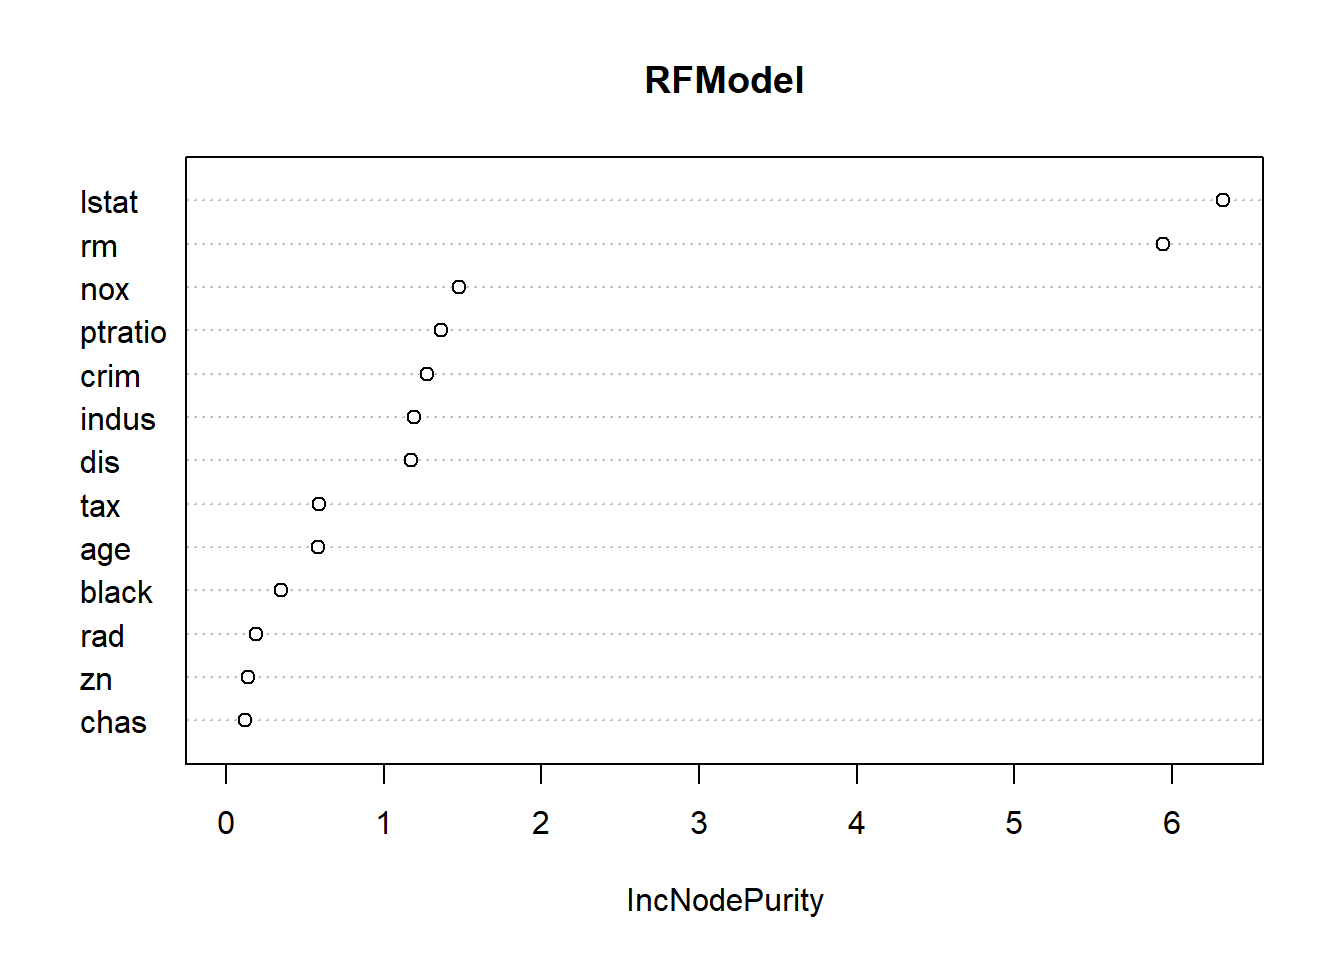 RFModel
lstat
rm
nox
ptratio
crim
indus
dis
tax
age
black
rad
zn
chas
0 1 2 3 4 5 6
IncNodePurity